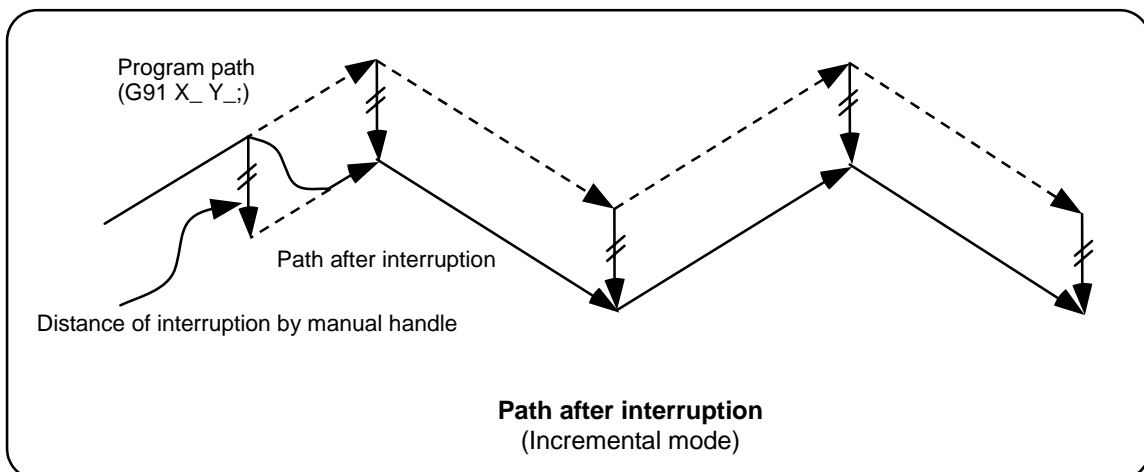 Program path
(G91 X_ Y_;)
Path after interruption
Distance of interruption by manual handle
Path after interruption
(Incremental mode)